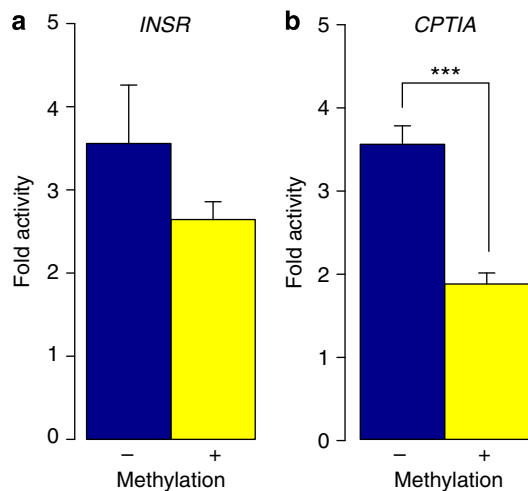 a
INSR
5
4
3
2
1
0
Fold activity
– +
Methylation
b
CPTIA
***
5
4
3
2
1
0
Fold activity
– +
Methylation